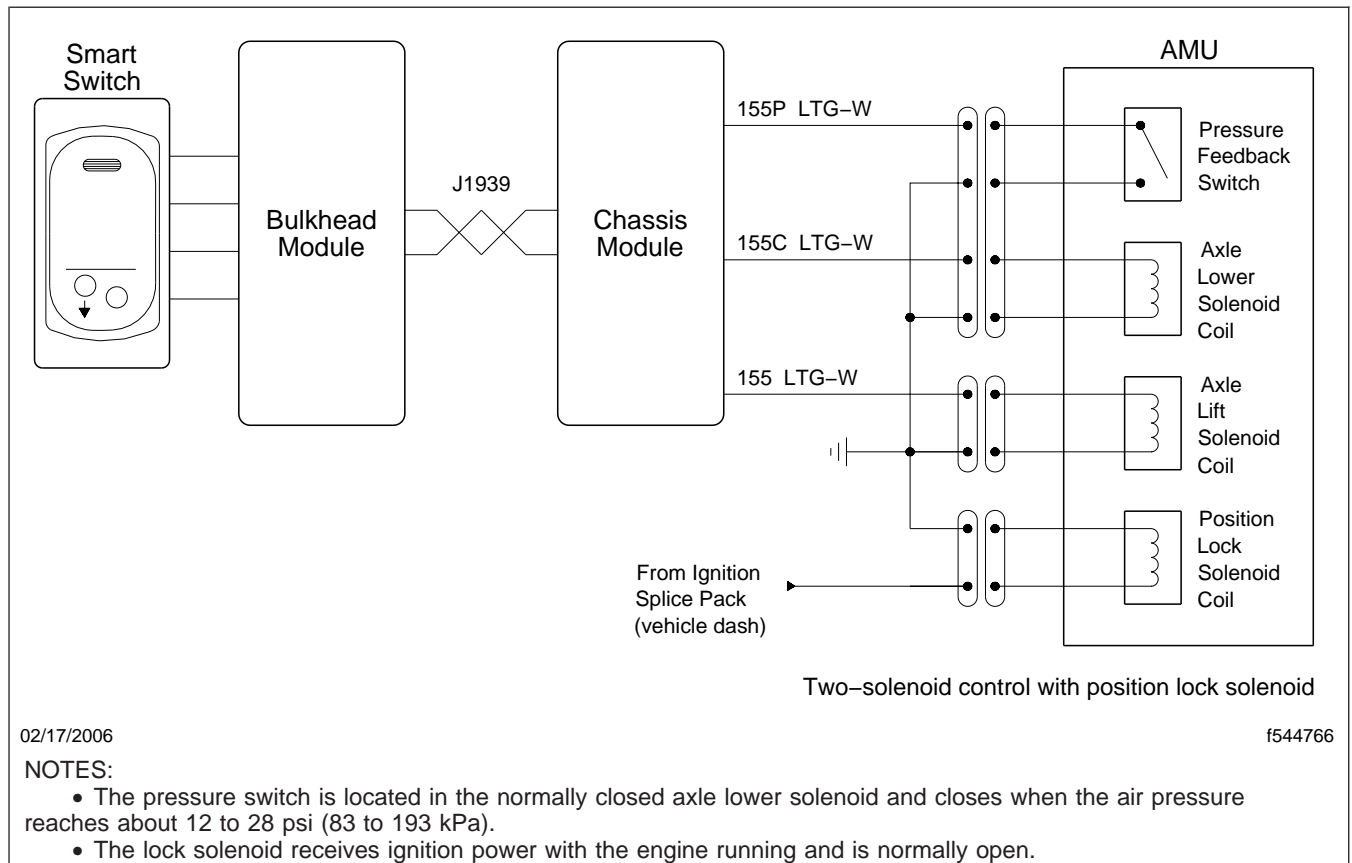 Smart
Switch
AMU
155P LTG−W
Pressure
Feedback
Switch
J1939
Bulkhead
Module
Chassis
Module
155C LTG−W
Axle
Lower
Solenoid
Coil
155 LTG−W
Axle
Lift
Solenoid
Coil
Position
Lock
Solenoid
Coil
From Ignition
Splice Pack
(vehicle dash)
Two−solenoid control with position lock solenoid
02/17/2006
f544766
NOTES:
• The pressure switch is located in the normally closed axle lower solenoid and closes when the air pressure
reaches about 12 to 28 psi (83 to 193 kPa).
• The lock solenoid receives ignition power with the engine running and is normally open.